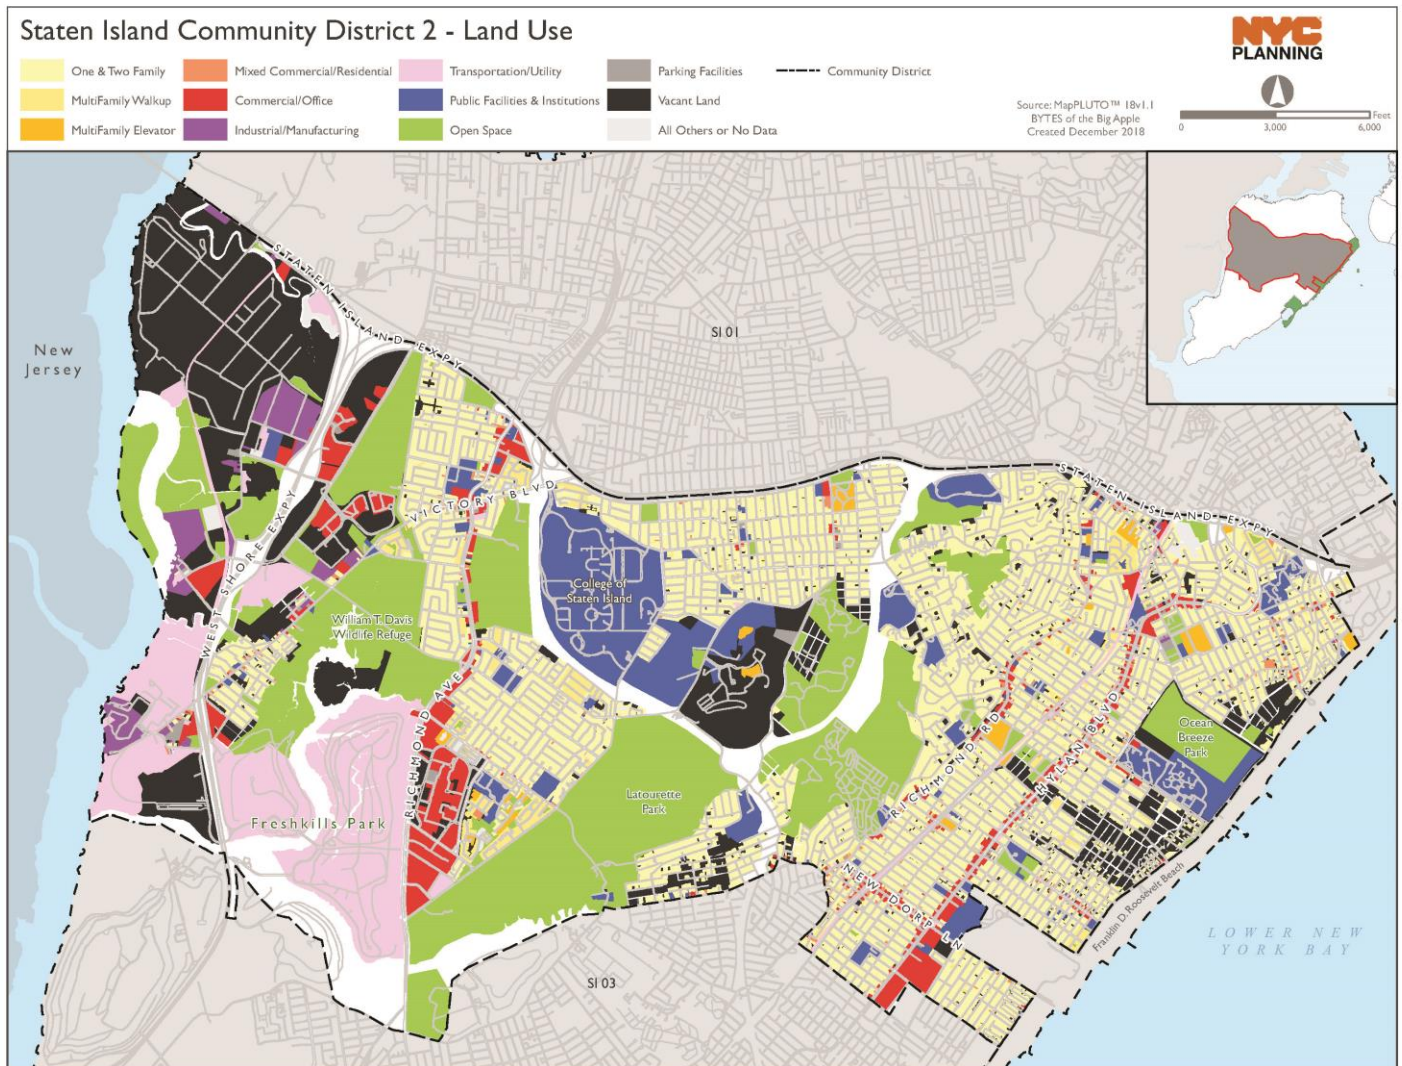 Staten Island Community District 2 - Land Use
NYC
PLANNING
One & Two Family
MultiFamily Walkup
MultiFamily Elevator
Mixed Commercial/Residential
Commercial/Office
Industrial/Manufacturing
Transportation/Utility
Public Facilities & Institutions
Open Space
Parking Facilities
Vacant Land
All Others or No Data
Community District
Source: MapPLUTO™ 18v1.1
BYTES of the Big Apple
Created December 2018
Feet
0
3,000
6,000
STATEN ISLAND EXPY
SI 01
New
Jersey
STATEN ISLAND EXPY
VICTORY BLVD
WEST SHORE EXPY
College of
Staten Island
William T. Davis
Wildlife Refuge
RICHMOND AVE
Ocean
Breeze
Park
HYLAN BLVD
RICHMOND RD
Latourette
Park
Freshkills Park
NEW DORP LN
Franklin D. Roosevelt Beach
LOWER NEW
YORK BAY
SI 03